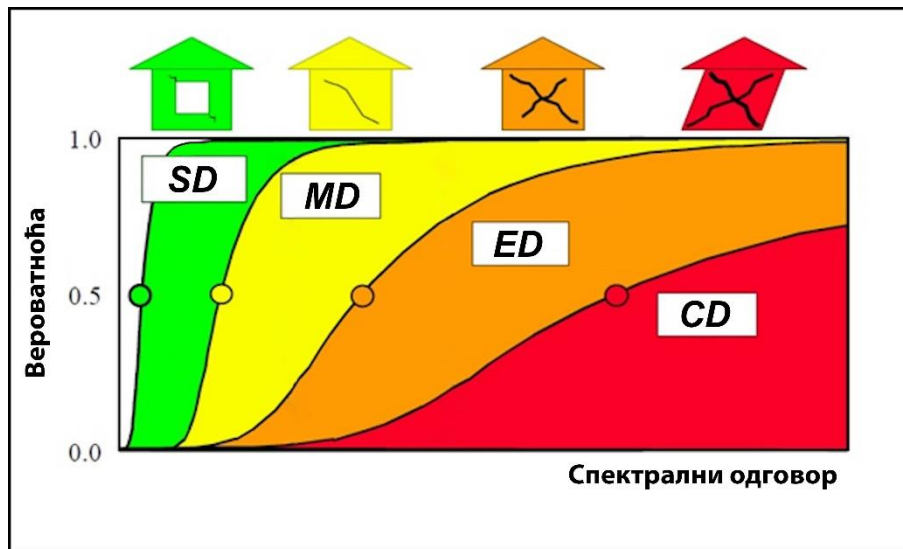 1.0
SD
MD
ED
0.5
CD
Вероватноћа
0.0
Спектрални одговор